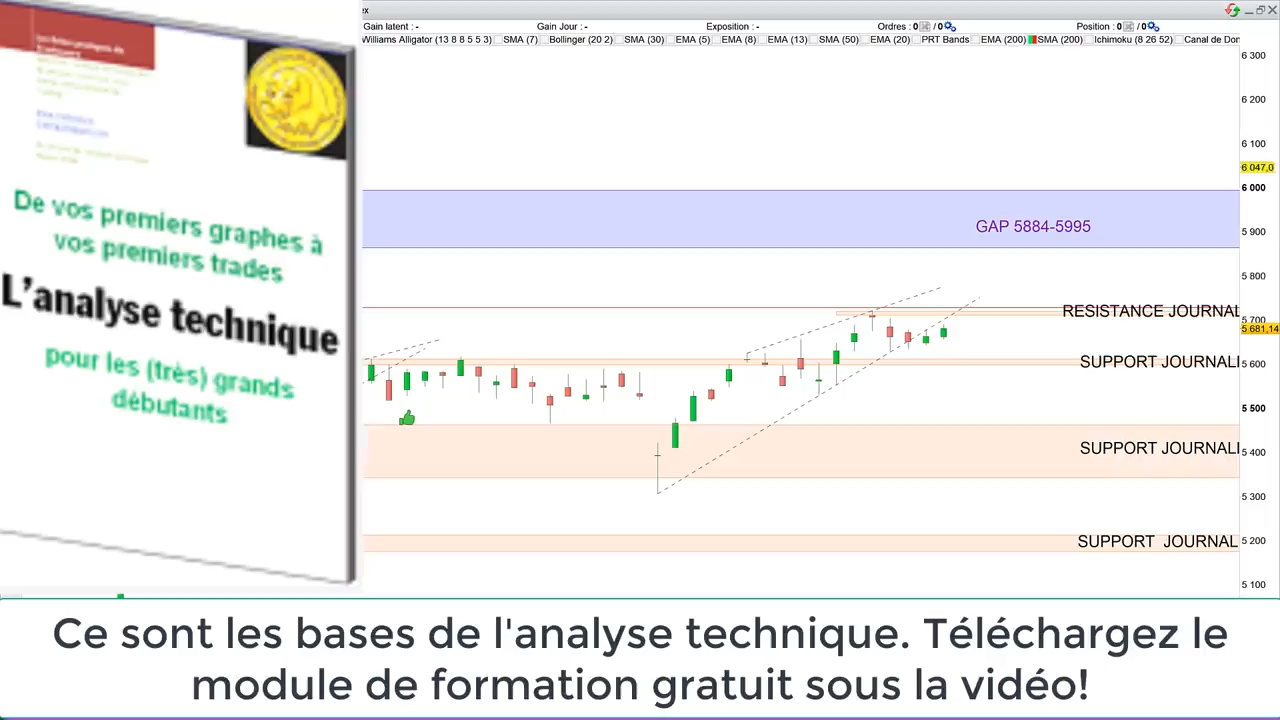 Gain latent : -
Gain Jour : -
Exposition : -
Ordres : 0 / 0
Position : 0 / 0
Williams Alligator (13 8 8 5 5 3) SMA (7) Bollinger (20 2) SMA (30) EMA (5) EMA (8) EMA (13) SMA (50) EMA (20) PRT Bands EMA (200) SMA (200) Ichimoku (8 26 52) Canal de Don
De vos premiers graphes à
vos premiers trades
L'analyse technique
pour les (très) grands
débutants
6 300
6 200
6 100
6 047,0
6 000
GAP 5884-5995
5 900
5 800
RESISTANCE JOURNAL
5 700
5 681,14
SUPPORT JOURNALI
5 600
5 500
SUPPORT JOURNALI
5 400
5 300
SUPPORT JOURNAL
5 200
5 100
Ce sont les bases de l'analyse technique. Téléchargez le
module de formation gratuit sous la vidéo!